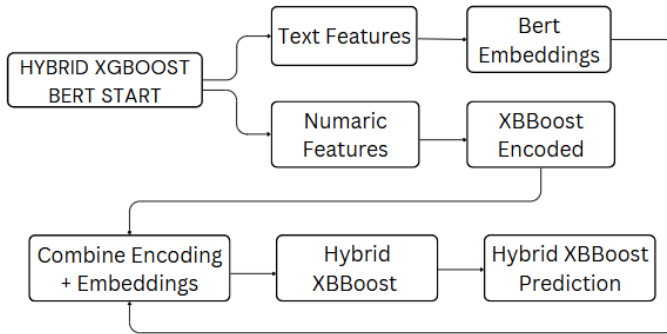 HYBRID XGBOOST
BERT START
Text Features
Bert
Embeddings
Numaric
Features
XBBoost
Encoded
Combine Encoding
+ Embeddings
Hybrid
XBBoost
Hybrid XBBoost
Prediction